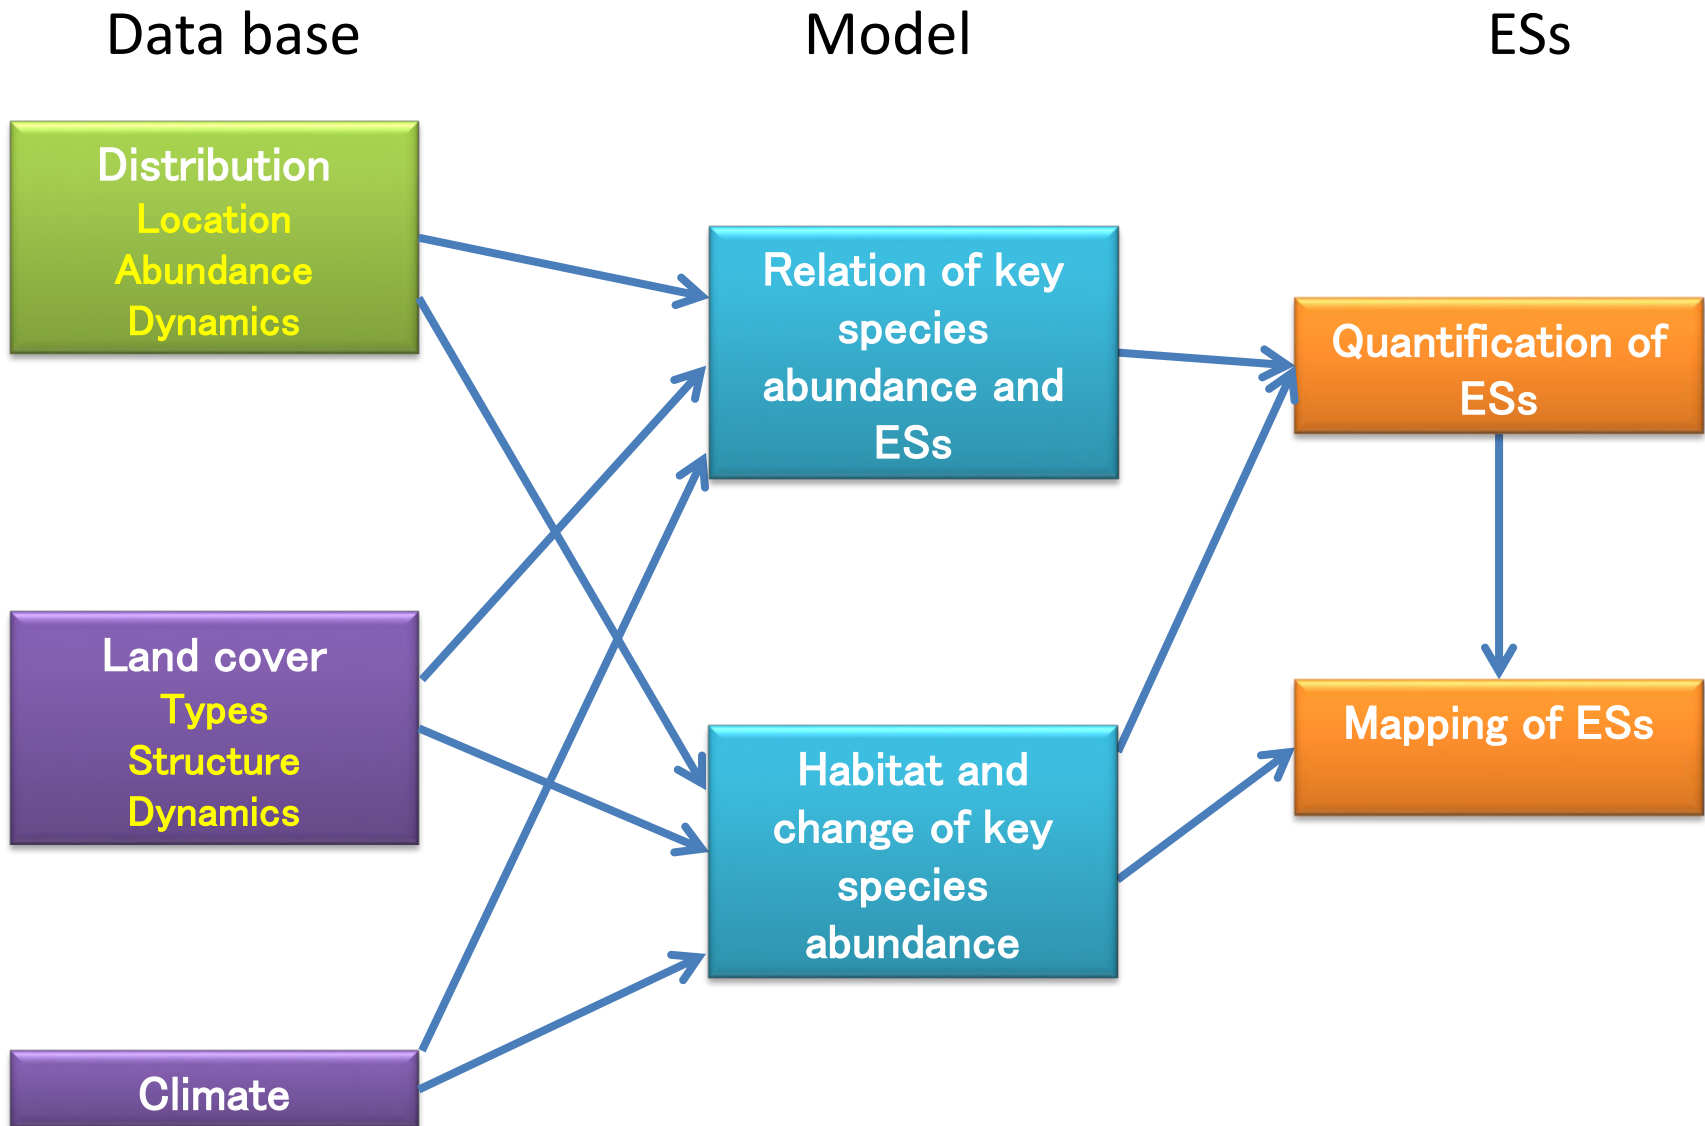 Data base
Model
ESs
Distribution
Location
Abundance
Dynamics
Relation of key
species
abundance and
ESs
Quantification of
ESs
Land cover
Types
Structure
Dynamics
Habitat and
change of key
species
abundance
Mapping of ESs
Climate